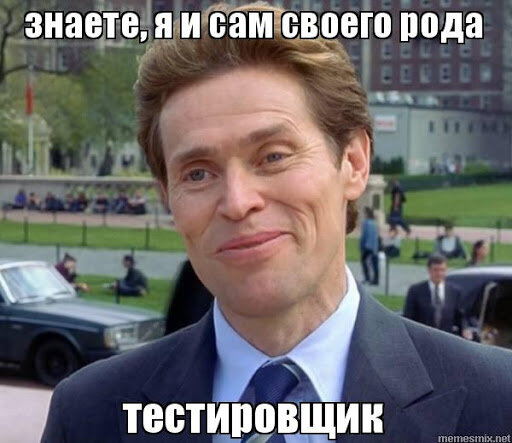 знаете, я и сам своего рода
тестировщик
memesmix.net